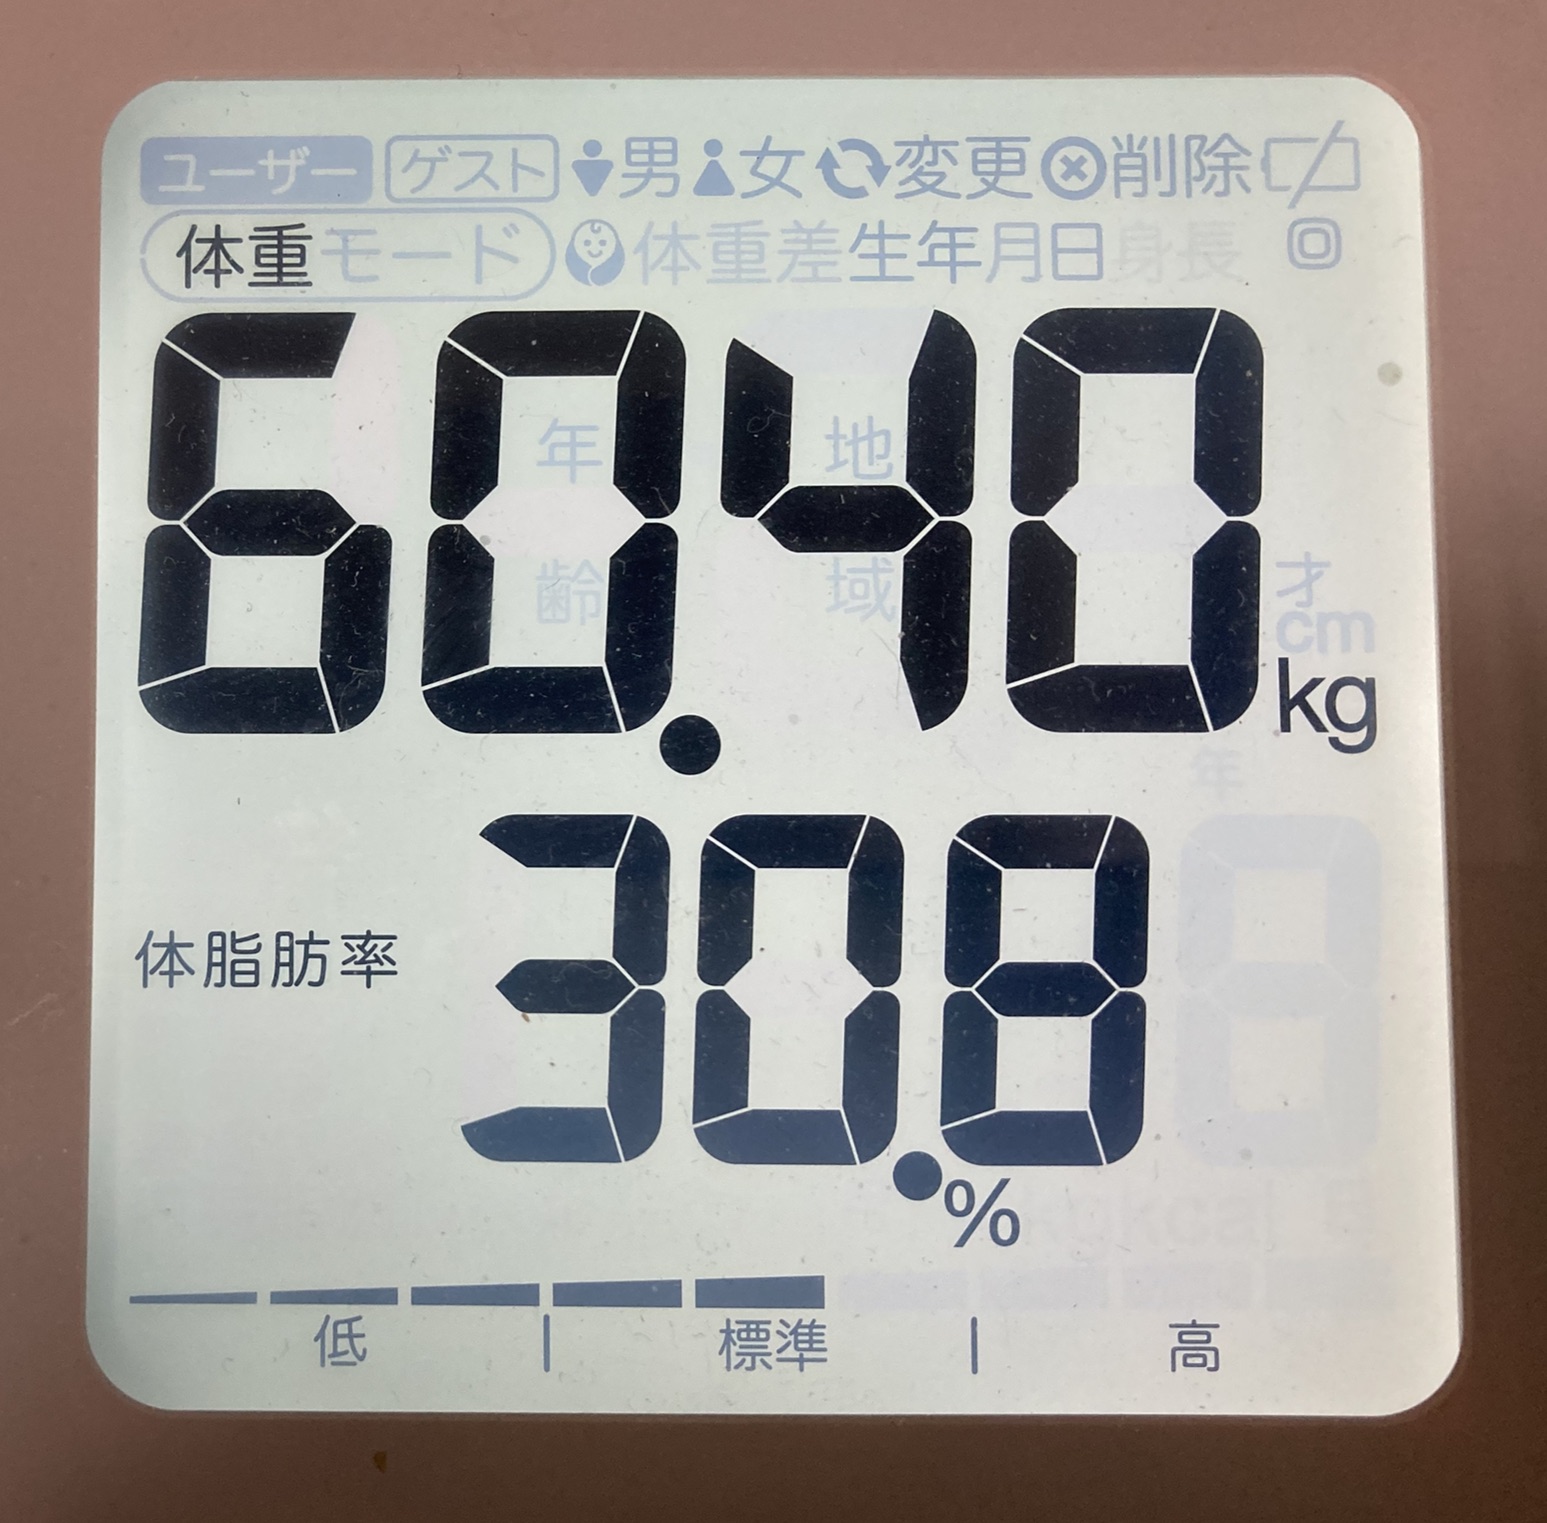 ユーザー ゲスト 男 女 変更 削除
体重モード 体重差 生年月日 身長
年齢 地域
60.40 才 cm kg
年
体脂肪率 30.8 %
kcal
低 | 標準 | 高